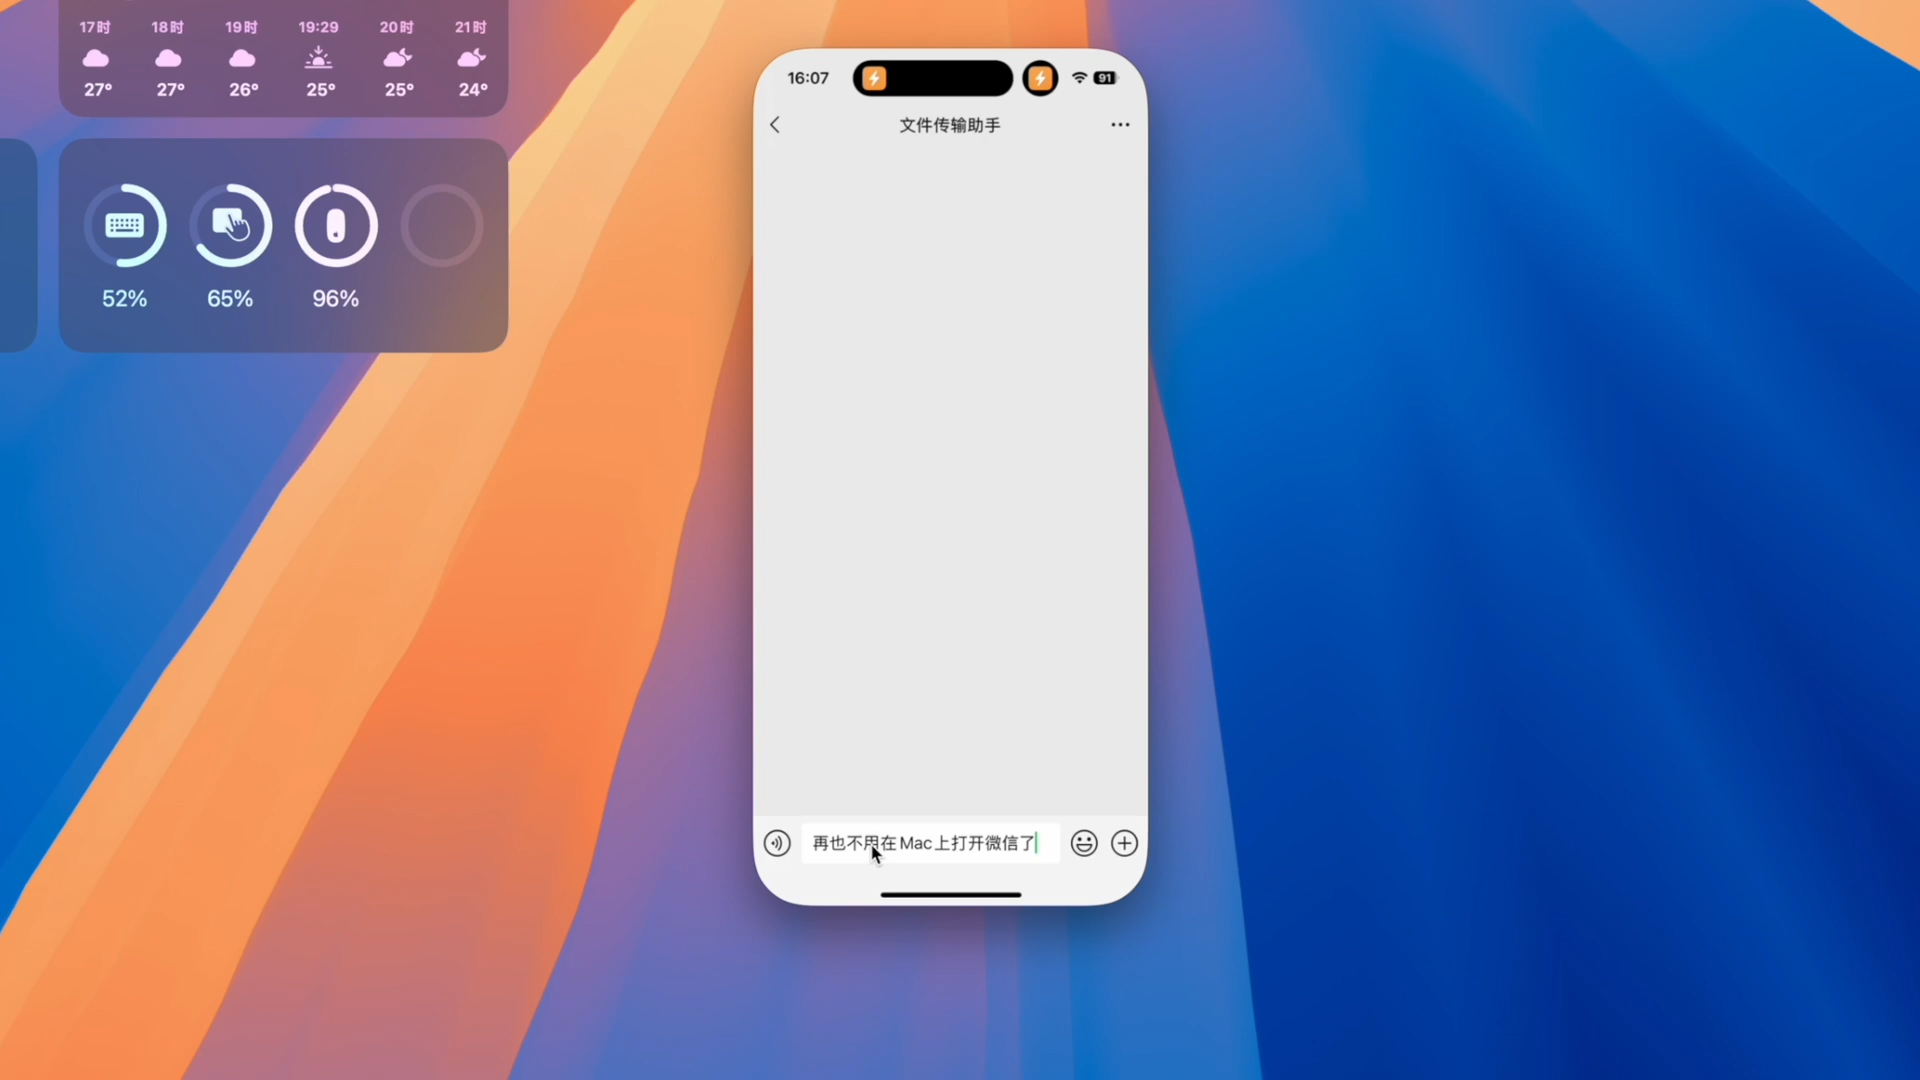 17时 18时 19时 19:29 20时 21时
27° 27° 26° 25° 25° 24°
52% 65% 96%
16:07 91
文件传输助手
再也不用在Mac上打开微信了